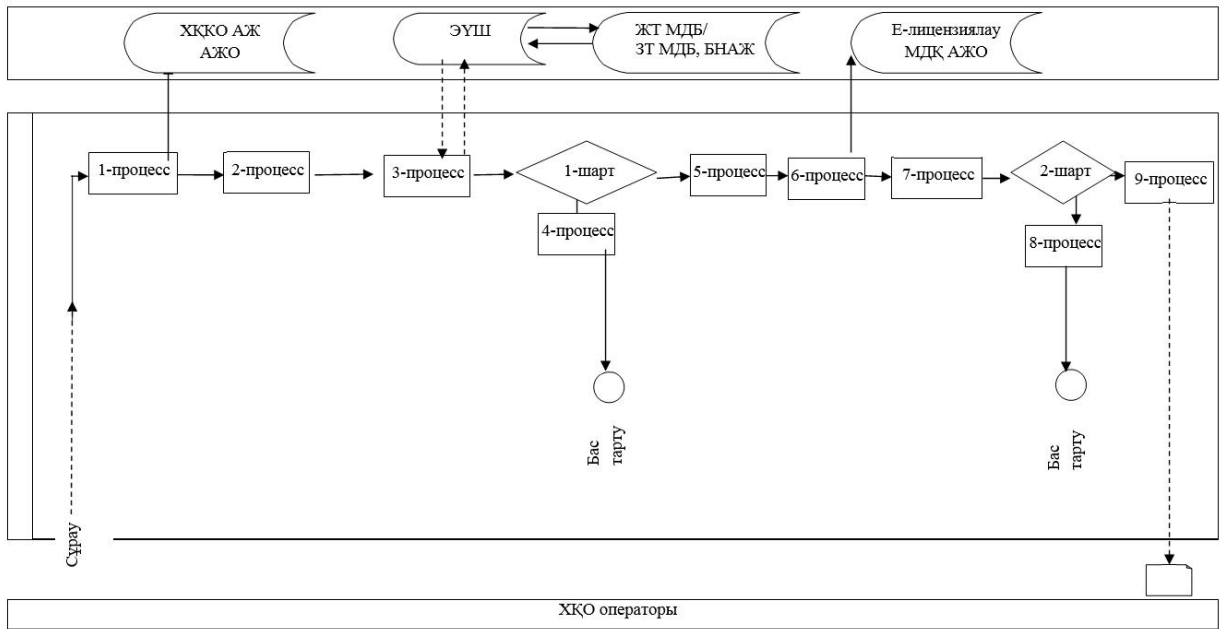 ХҚКО АЖ
АЖО
ЭҮШ
ЖТ МДБ/
ЗТ МДБ, БНАЖ
Е-лицензиялау
МДҚ АЖО
1-процесс
2-процесс
3-процесс
1-шарт
5-процесс
6-процесс
7-процесс
2-шарт
9-процесс
4-процесс
8-процесс
Бас
тарту
Бас
тарту
Сұрау
ХҚО операторы